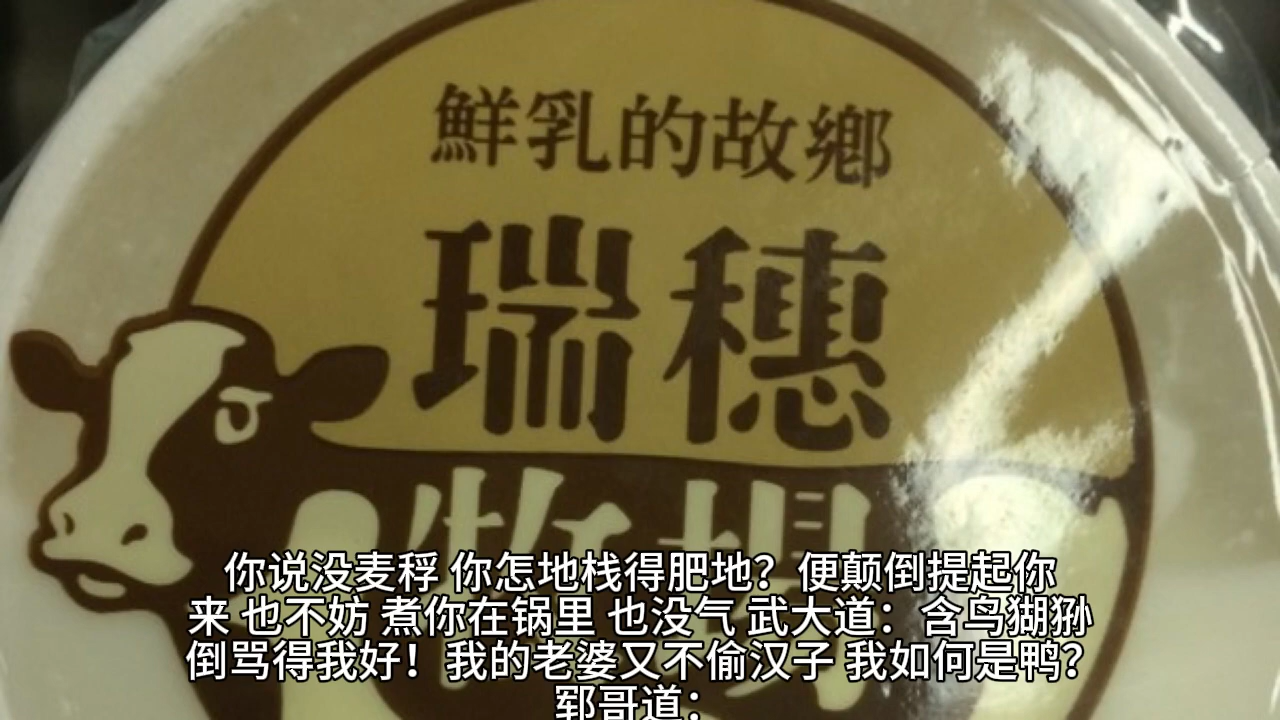 鮮乳的故鄉
瑞穗
牧場
你说没麦稃 你怎地栈得肥地？便颠倒提起你
来 也不妨 煮你在锅里 也没气 武大道：含鸟猢狲
倒骂得我好！我的老婆又不偷汉子 我如何是鸭？
郓哥道：